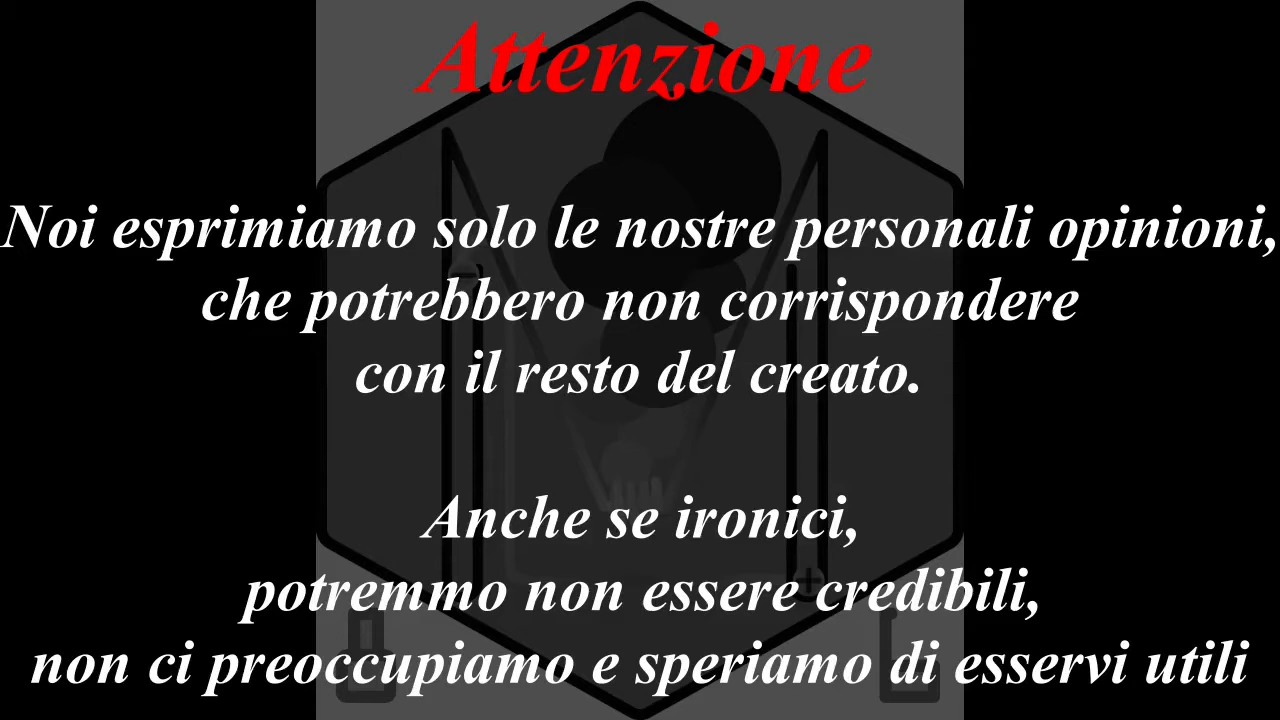 Attenzione
Noi esprimiamo solo le nostre personali opinioni,
che potrebbero non corrispondere
con il resto del creato.
Anche se ironici,
potremmo non essere credibili,
non ci preoccupiamo e speriamo di esservi utili